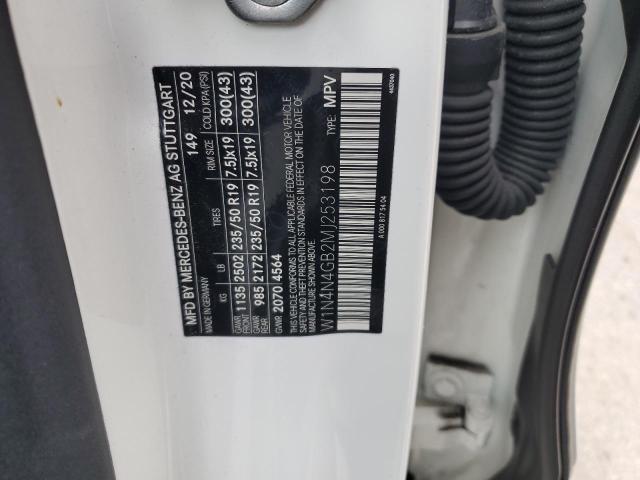 MFD BY MERCEDES-BENZ AG STUTTGART
MADE IN GERMANY 149 12/20
KG LB TIRES RIM SIZE COLD KPA(PSI)
GAWR FRONT 1135 2502 235/50 R19 7.5Jx19 300(43)
GAWR REAR 985 2172 235/50 R19 7.5Jx19 300(43)
GVWR 2070 4564
THIS VEHICLE CONFORMS TO ALL APPLICABLE FEDERAL MOTOR VEHICLE
SAFETY AND THEFT PREVENTION STANDARDS IN EFFECT ON THE DATE OF
MANUFACTURE SHOWN ABOVE.
W1N4N4GB2MJ253198 TYPE: MPV
A 000 817 54 04 4407040